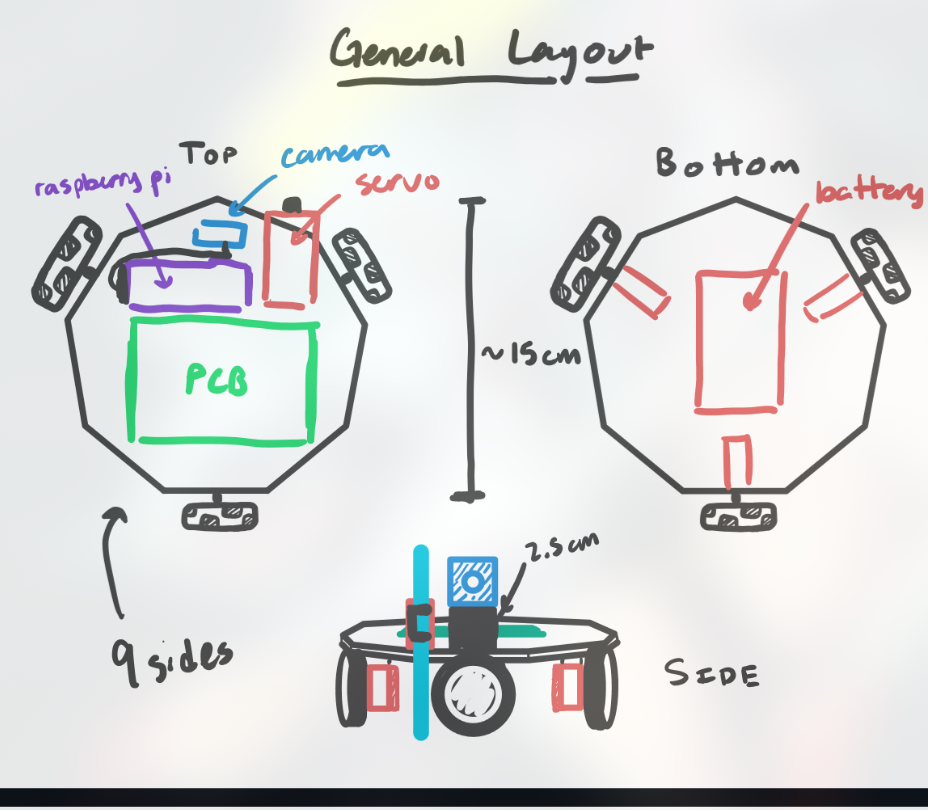 General Layout
Top
camera
raspberry pi
servo
PCB
~15cm
9 sides
Bottom
battery
2.5cm
SIDE